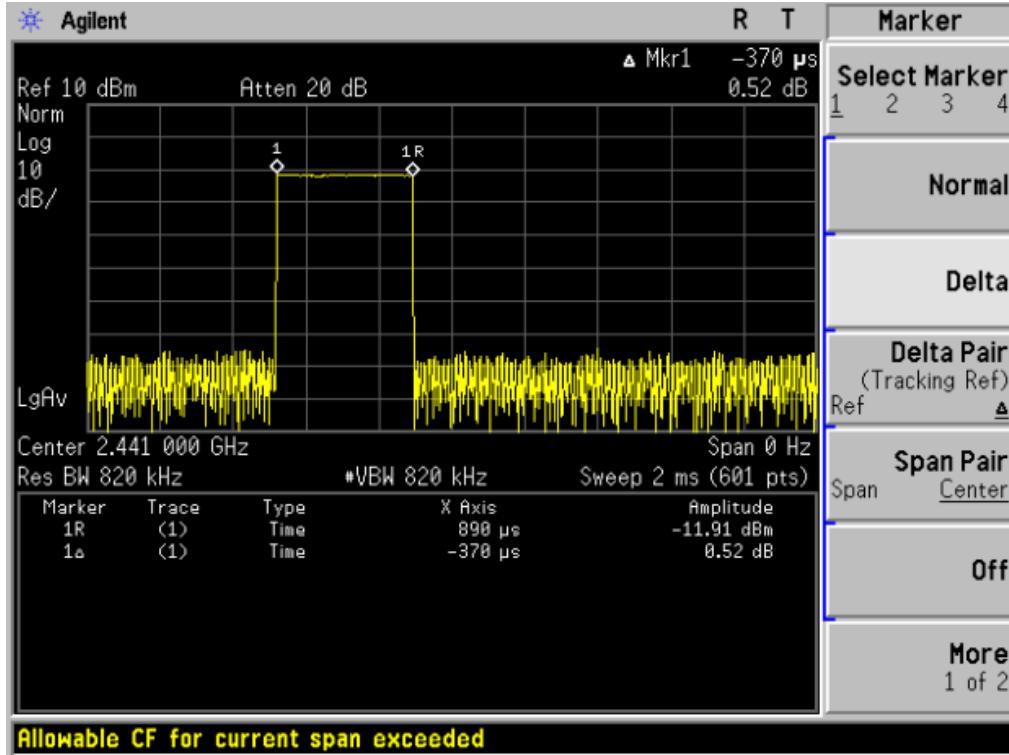 Agilent R T
Δ Mkr1 -370 µs
Ref 10 dBm Atten 20 dB 0.52 dB
Norm
Log
10
dB/
1 1R
LgAv
Center 2.441 000 GHz Span 0 Hz
Res BW 820 kHz #VBW 820 kHz Sweep 2 ms (601 pts)
Marker Trace Type X Axis Amplitude
1R (1) Time 890 µs -11.91 dBm
1Δ (1) Time -370 µs 0.52 dB
Allowable CF for current span exceeded
Marker
Select Marker
1 2 3 4
Normal
Delta
Delta Pair
(Tracking Ref)
Ref Δ
Span Pair
Span Center
Off
More
1 of 2